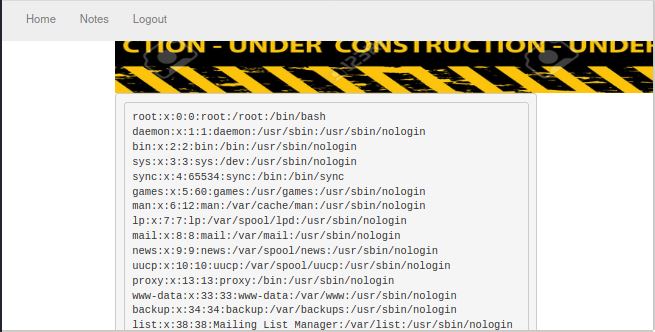 Home Notes Logout
CTION - UNDER CONSTRUCTION - UNDER
root:x:0:0:root:/root:/bin/bash
daemon:x:1:1:daemon:/usr/sbin:/usr/sbin/nologin
bin:x:2:2:bin:/bin:/usr/sbin/nologin
sys:x:3:3:sys:/dev:/usr/sbin/nologin
sync:x:4:65534:sync:/bin:/bin/sync
games:x:5:60:games:/usr/games:/usr/sbin/nologin
man:x:6:12:man:/var/cache/man:/usr/sbin/nologin
lp:x:7:7:lp:/var/spool/lpd:/usr/sbin/nologin
mail:x:8:8:mail:/var/mail:/usr/sbin/nologin
news:x:9:9:news:/var/spool/news:/usr/sbin/nologin
uucp:x:10:10:uucp:/var/spool/uucp:/usr/sbin/nologin
proxy:x:13:13:proxy:/bin:/usr/sbin/nologin
www-data:x:33:33:www-data:/var/www:/usr/sbin/nologin
backup:x:34:34:backup:/var/backups:/usr/sbin/nologin
list:x:38:38:Mailing List Manager:/var/list:/usr/sbin/nologin